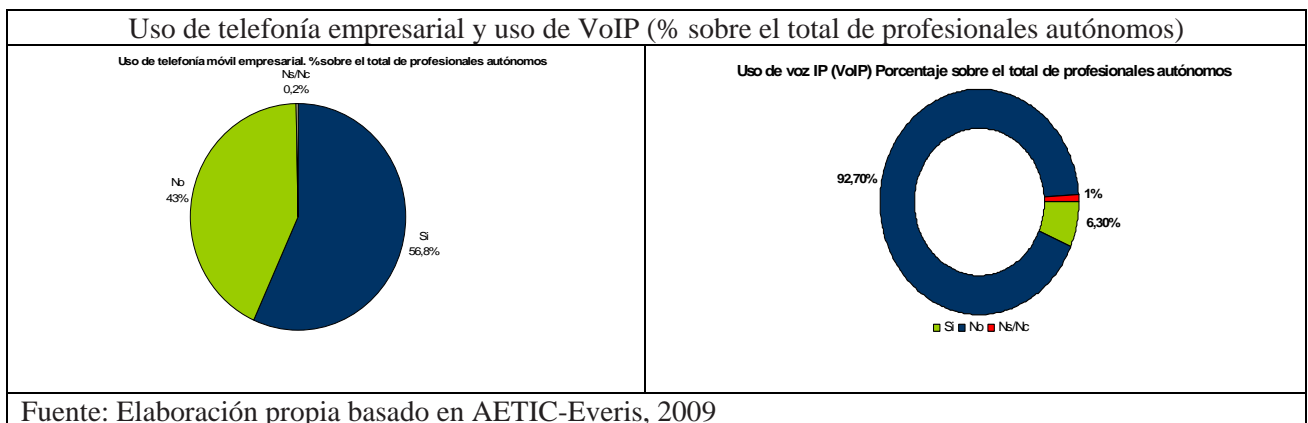 Uso de telefonía empresarial y uso de VoIP (% sobre el total de profesionales autónomos)
Uso de telefonía móvil empresarial. % sobre el total de profesionales autónomos
Ns/Nc
0,2%
No
43%
Si
56,8%
Uso de voz IP (VoIP) Porcentaje sobre el total de profesionales autónomos
92,70%
1%
6,30%
Si No Ns/Nc
Fuente: Elaboración propia basado en AETIC-Everis, 2009